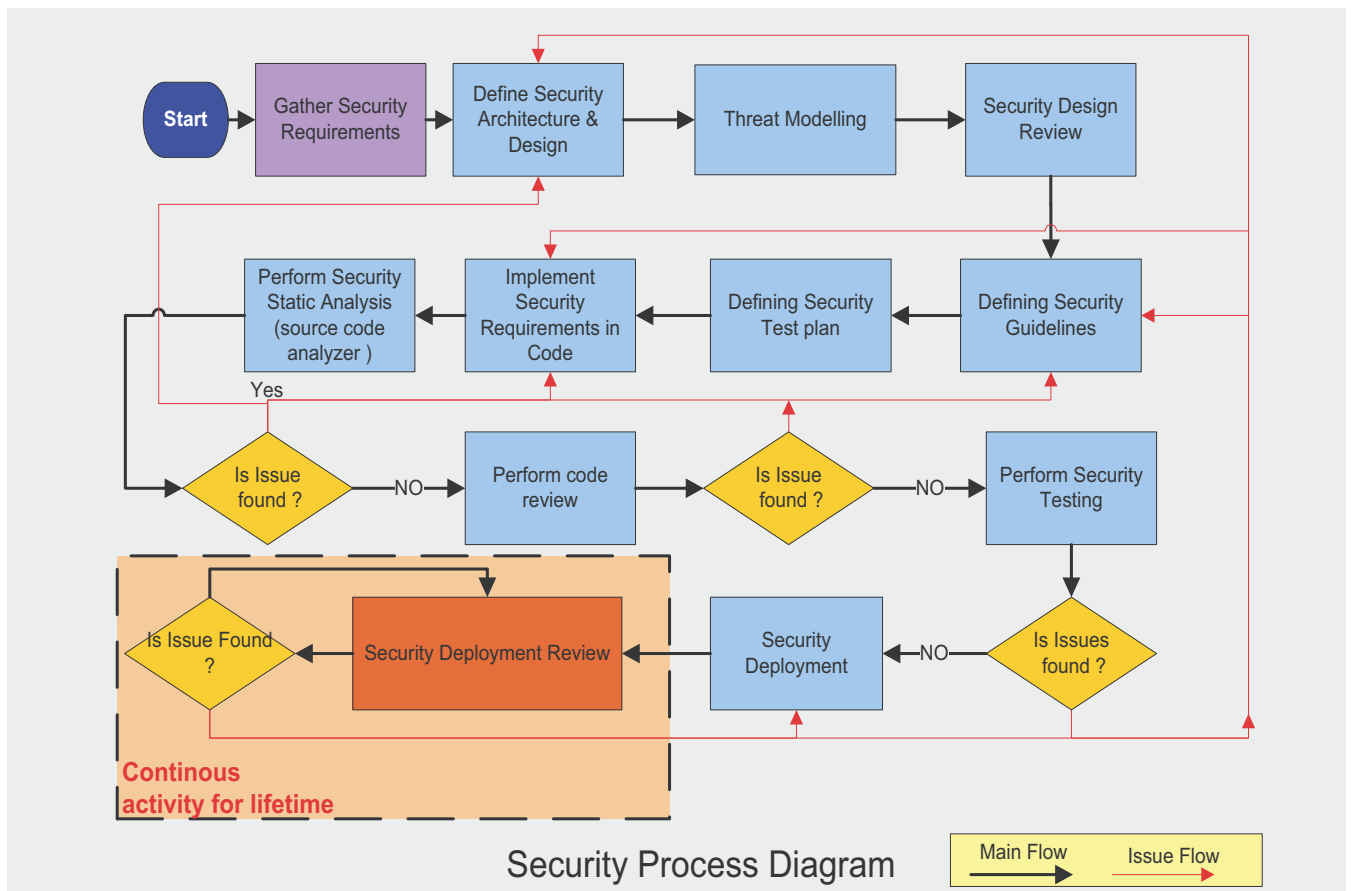 Start
Gather Security
Requirements
Define Security
Architecture &
Design
Threat Modelling
Security Design
Review
Perform Security
Static Analysis
(source code
analyzer )
Implement
Security
Requirements in
Code
Defining Security
Test plan
Defining Security
Guidelines
Yes
Is Issue
found ?
NO
Perform code
review
Is Issue
found ?
NO
Perform Security
Testing
Is Issue Found
?
Security Deployment Review
Security
Deployment
NO
Is Issues
found ?
Continous
activity for lifetime
Security Process Diagram
Main Flow
Issue Flow